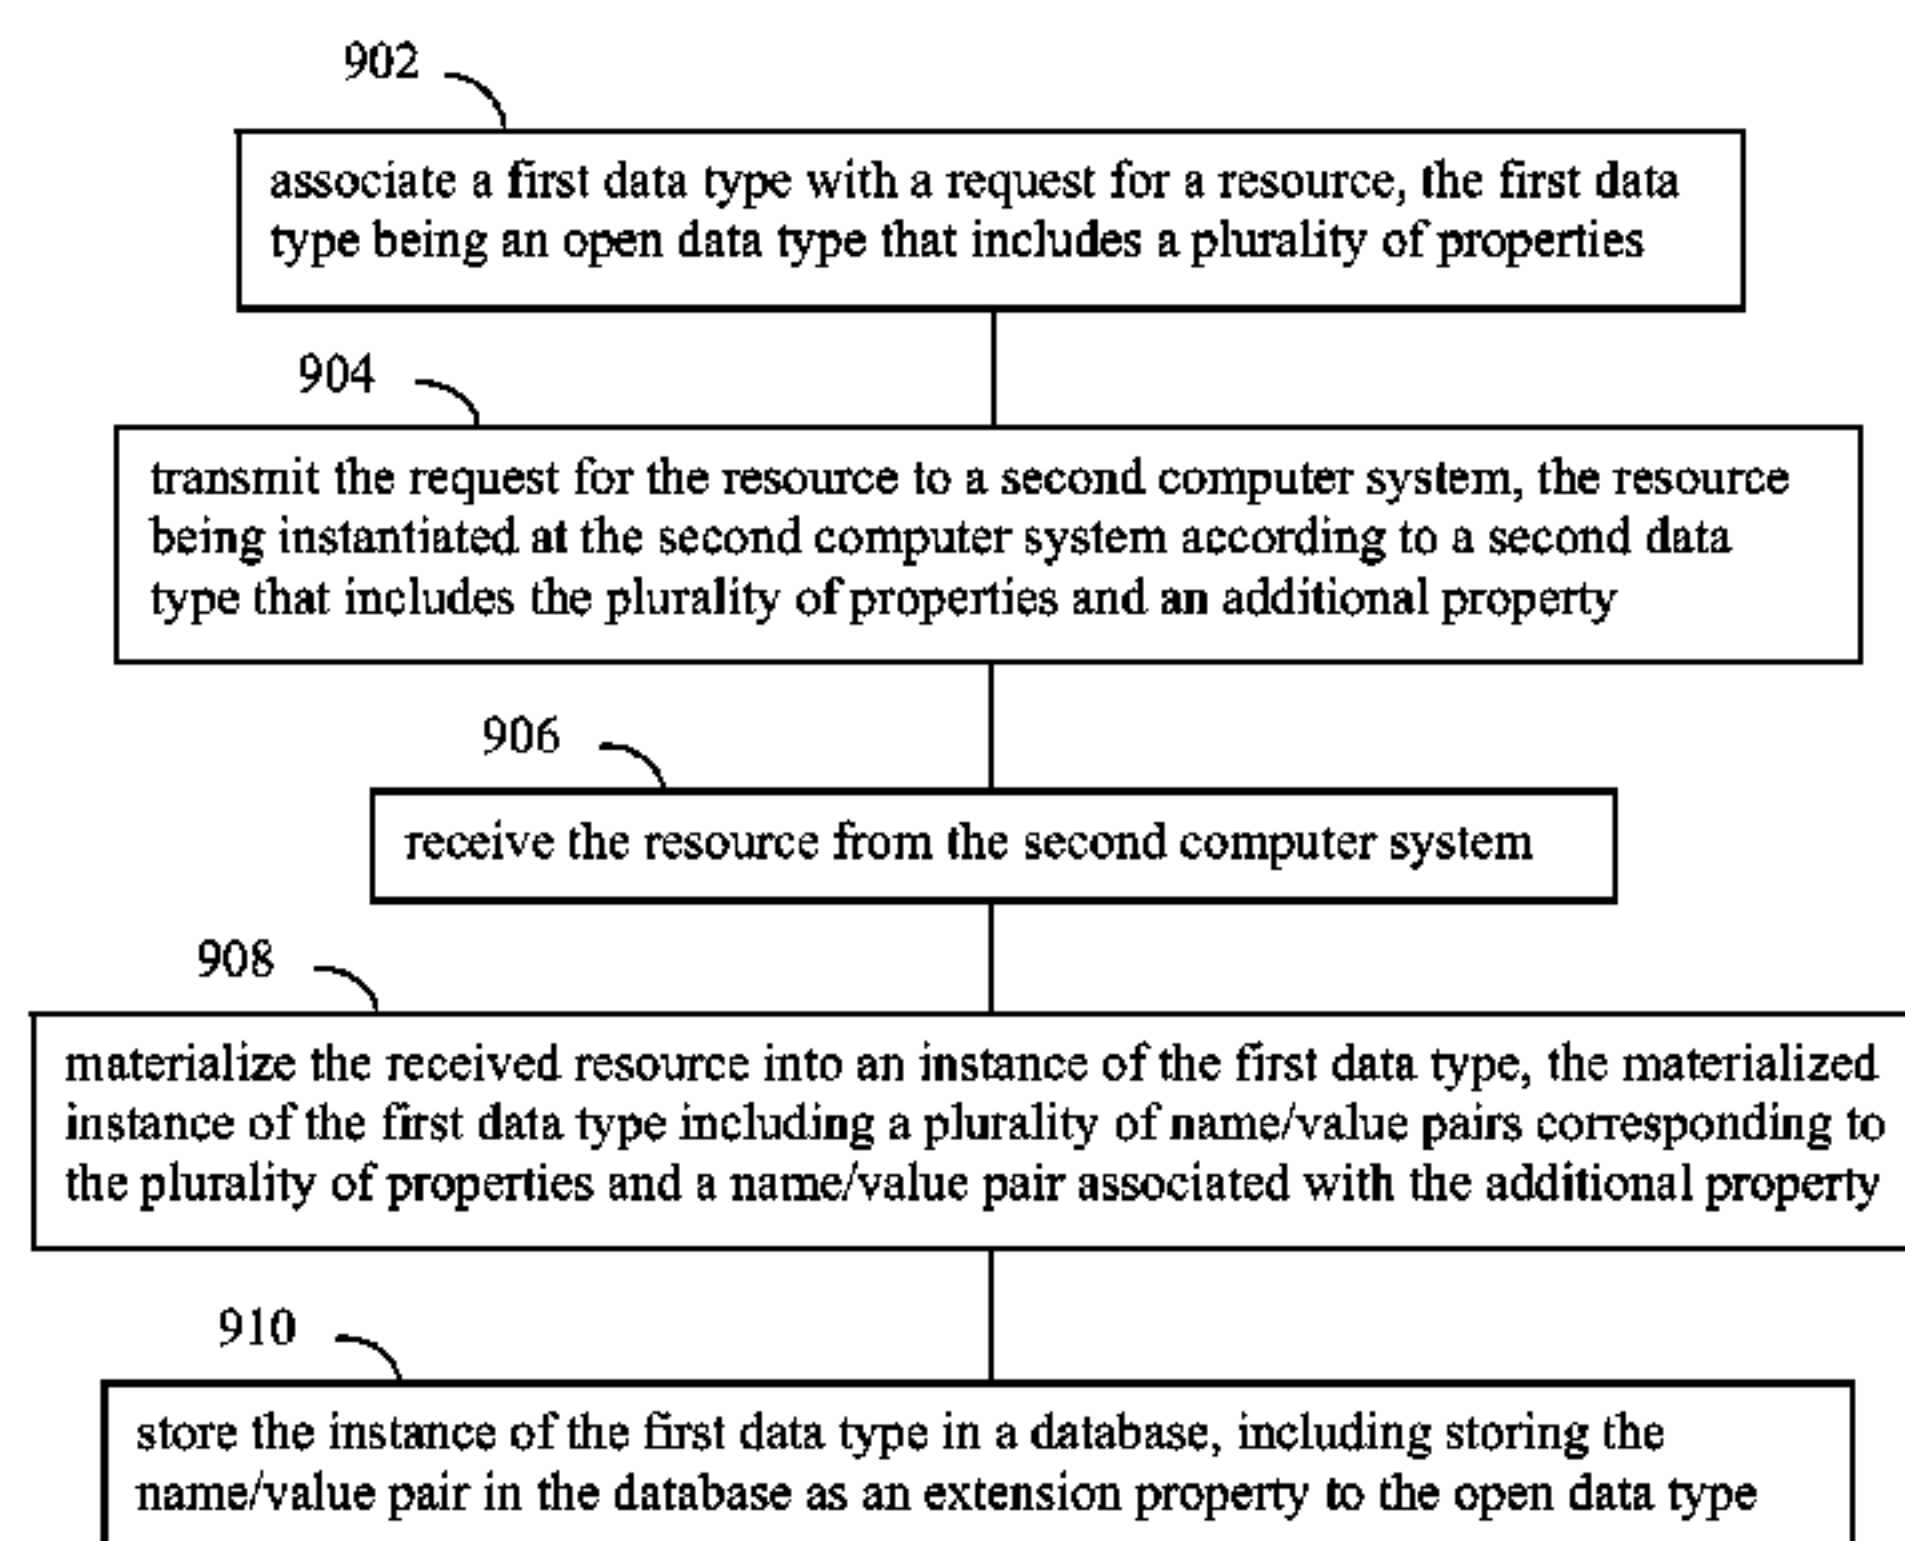 902
associate a first data type with a request for a resource, the first data
type being an open data type that includes a plurality of properties
904
transmit the request for the resource to a second computer system, the resource
being instantiated at the second computer system according to a second data
type that includes the plurality of properties and an additional property
906
receive the resource from the second computer system
908
materialize the received resource into an instance of the first data type, the materialized
instance of the first data type including a plurality of name/value pairs corresponding to
the plurality of properties and a name/value pair associated with the additional property
910
store the instance of the first data type in a database, including storing the
name/value pair in the database as an extension property to the open data type